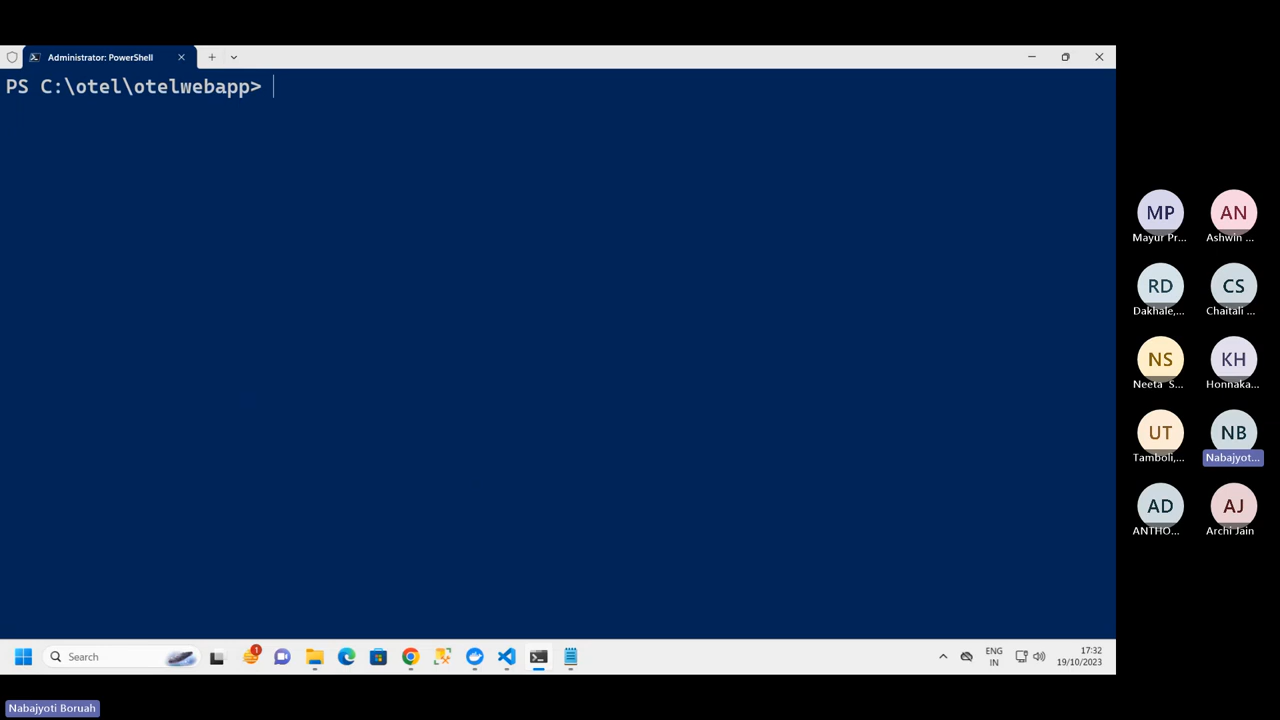 Administrator: PowerShell
PS C:\otel\otelwebapp>
MP
Mayur Pr...
AN
Ashwin ...
RD
Dakhale,...
CS
Chaitali ...
NS
Neeta S...
KH
Honnaka...
UT
Tamboli,...
NB
Nabajyot...
AD
ANTHO...
AJ
Archi Jain
Search
1
ENG
IN
17:32
19/10/2023
Nabajyoti Boruah